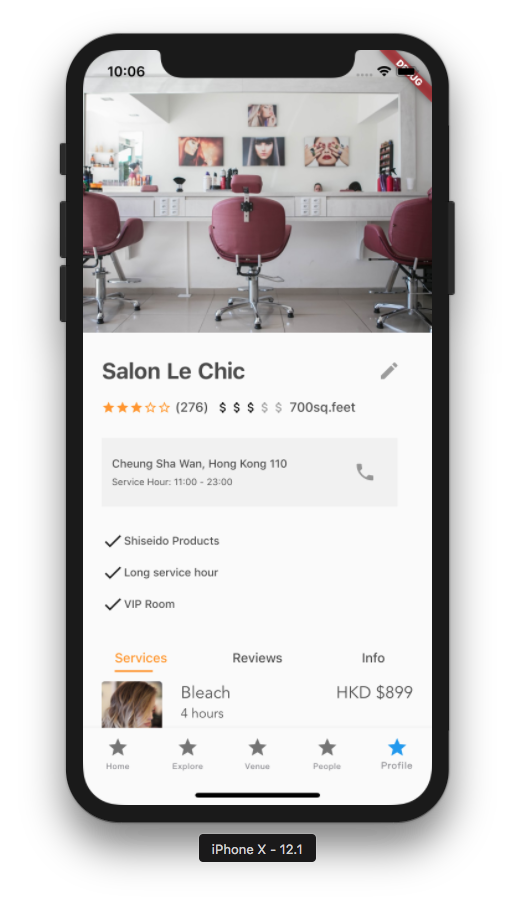 10:06
DEBUG
Salon Le Chic
(276) $ $ $ $ $ 700sq.feet
Cheung Sha Wan, Hong Kong 110
Service Hour: 11:00 - 23:00
Shiseido Products
Long service hour
VIP Room
Services Reviews Info
Bleach HKD $899
4 hours
Home Explore Venue People Profile
iPhone X - 12.1